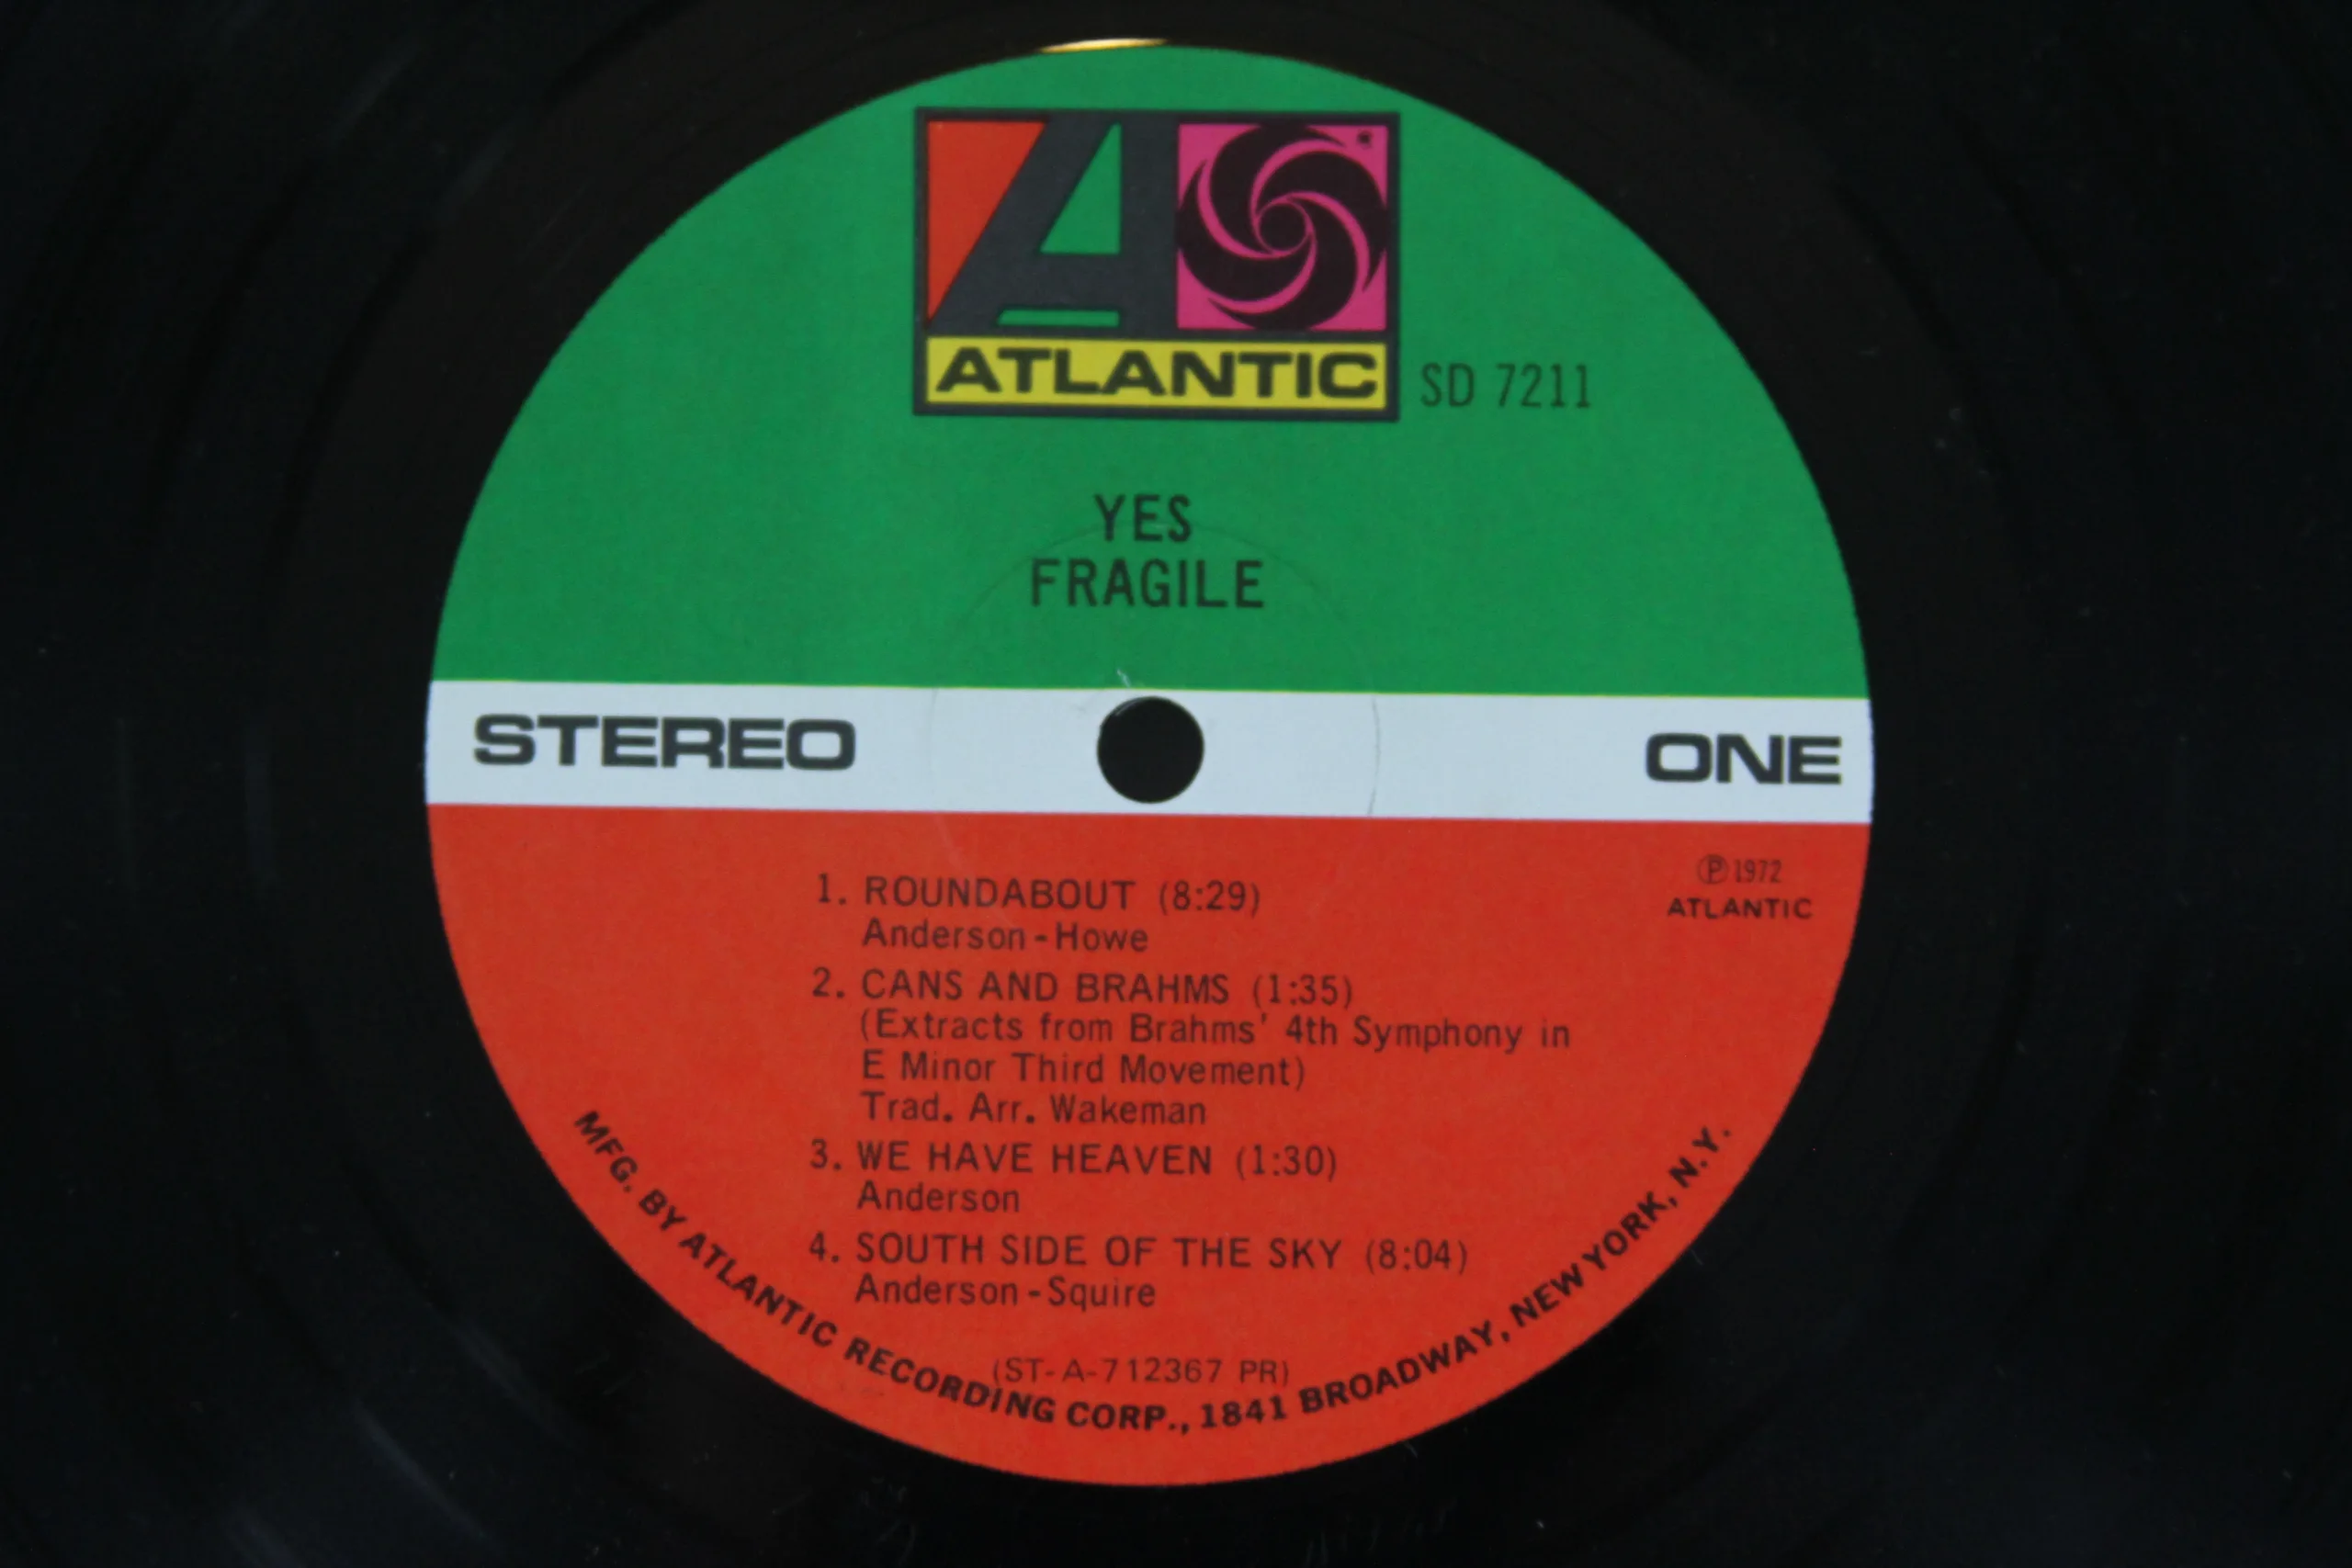 ATLANTIC
SD 7211
YES
FRAGILE
STEREO
ONE
℗ 1972
ATLANTIC
1. ROUNDABOUT (8:29)
Anderson-Howe
2. CANS AND BRAHMS (1:35)
(Extracts from Brahms' 4th Symphony in
E Minor Third Movement)
Trad. Arr. Wakeman
3. WE HAVE HEAVEN (1:30)
Anderson
4. SOUTH SIDE OF THE SKY (8:04)
Anderson-Squire
(ST-A-712367 PR)
MFG. BY ATLANTIC RECORDING CORP., 1841 BROADWAY, NEW YORK, N.Y.